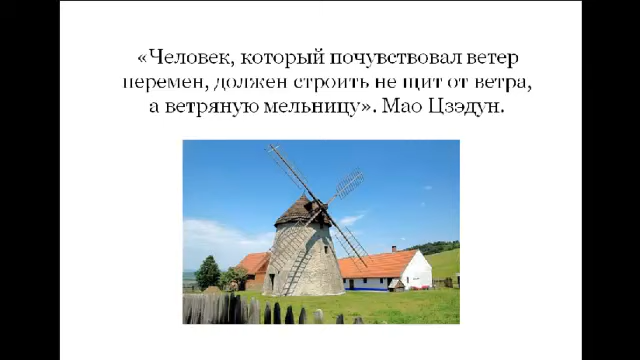 «Человек, который почувствовал ветер
перемен, должен строить не щит от ветра,
а ветряную мельницу». Мао Цзэдун.